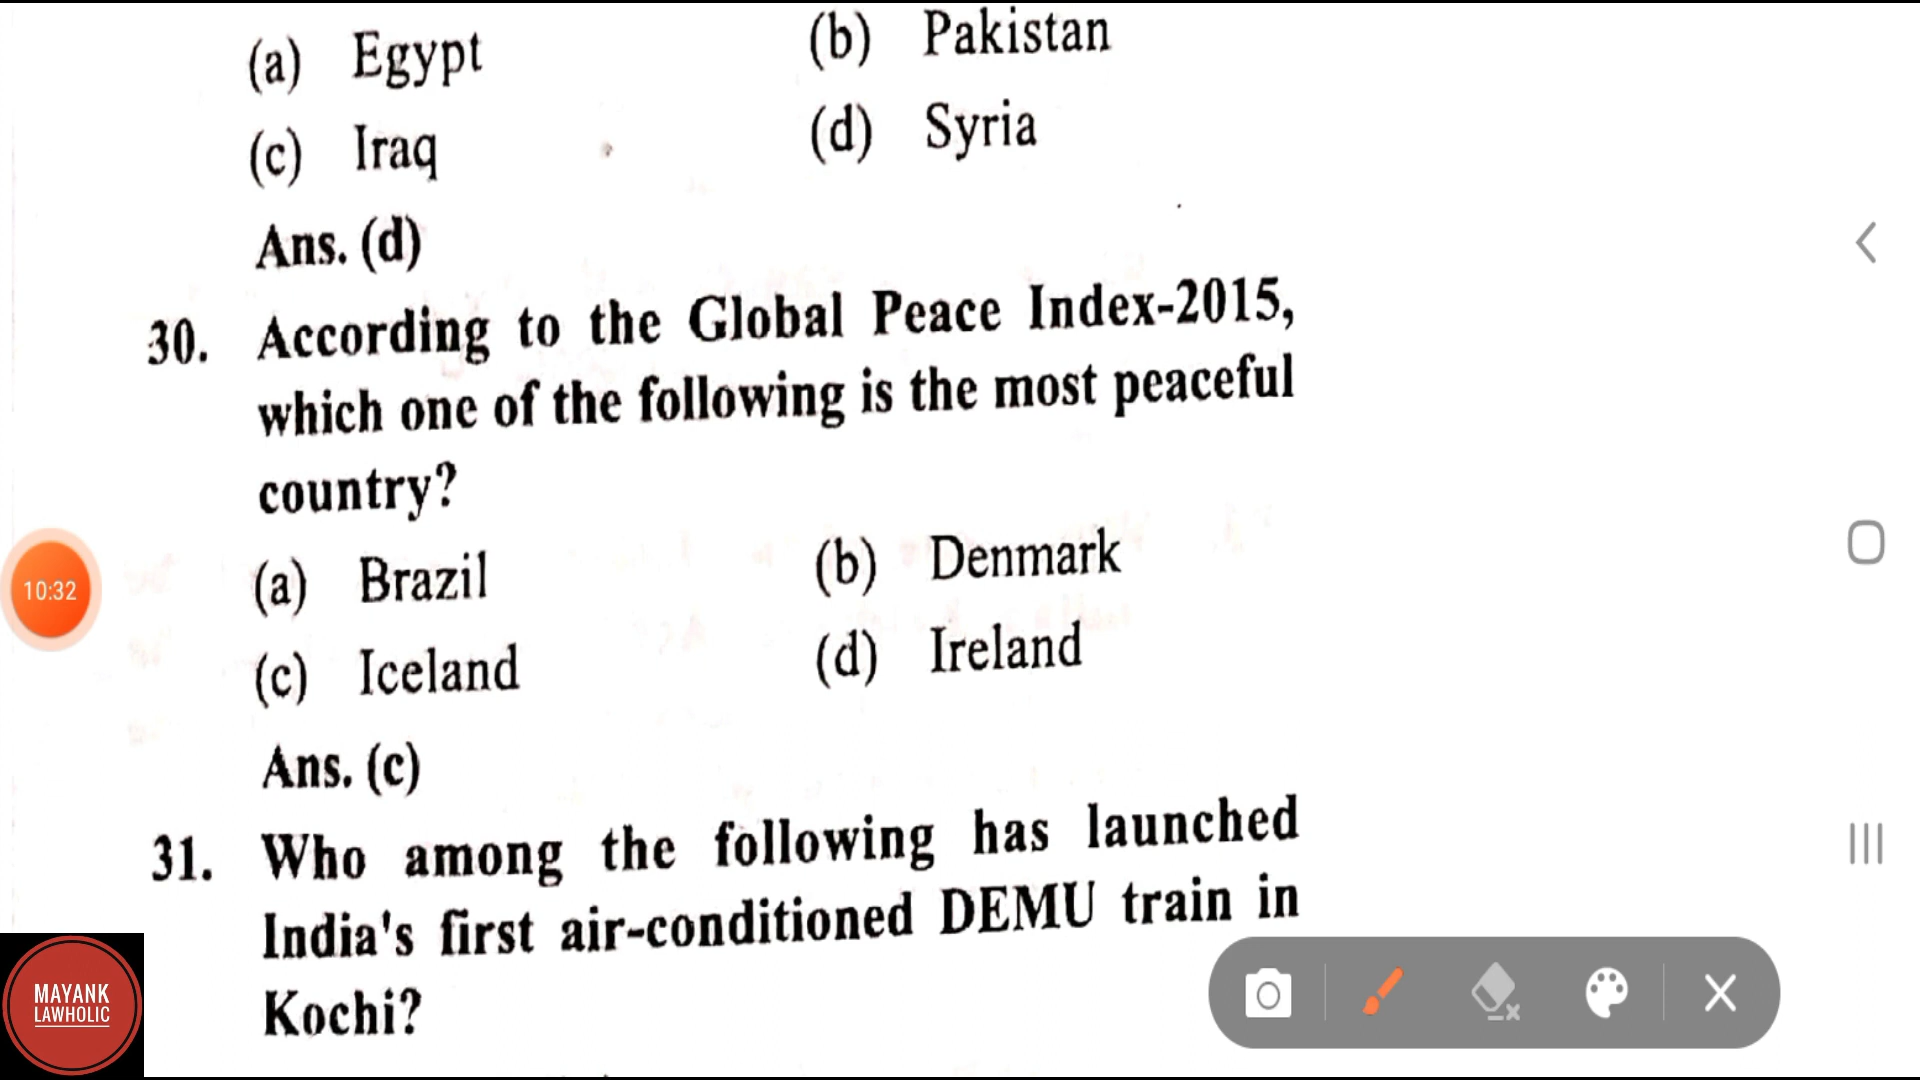 (a) Egypt (b) Pakistan
(c) Iraq (d) Syria
Ans. (d)
30. According to the Global Peace Index-2015,
which one of the following is the most peaceful
country?
(a) Brazil (b) Denmark
(c) Iceland (d) Ireland
Ans. (c)
31. Who among the following has launched
India's first air-conditioned DEMU train in
Kochi?
10:32
MAYANK
LAWHOLIC